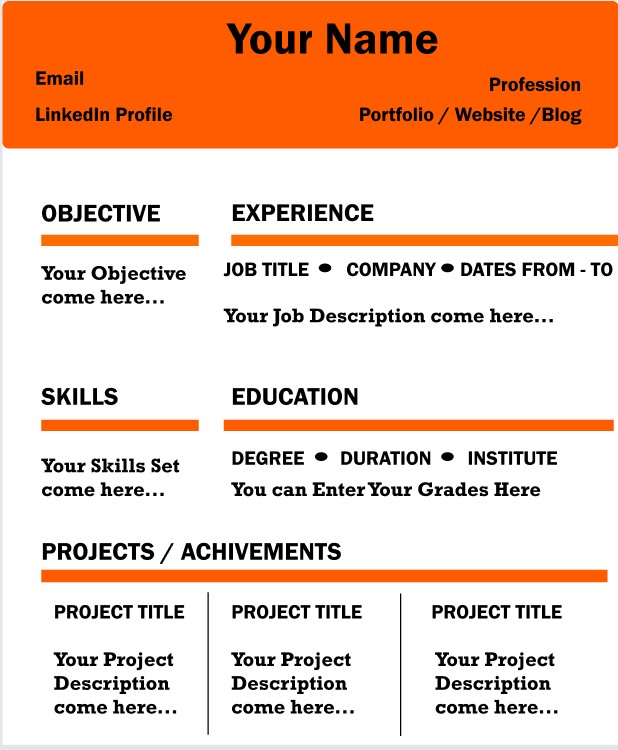 Your Name
Email
Profession
LinkedIn Profile
Portfolio / Website /Blog
OBJECTIVE
Your Objective
come here...
EXPERIENCE
JOB TITLE ● COMPANY ● DATES FROM - TO
Your Job Description come here...
SKILLS
Your Skills Set
come here...
EDUCATION
DEGREE ● DURATION ● INSTITUTE
You can Enter Your Grades Here
PROJECTS / ACHIVEMENTS
PROJECT TITLE
Your Project
Description
come here...
PROJECT TITLE
Your Project
Description
come here...
PROJECT TITLE
Your Project
Description
come here...